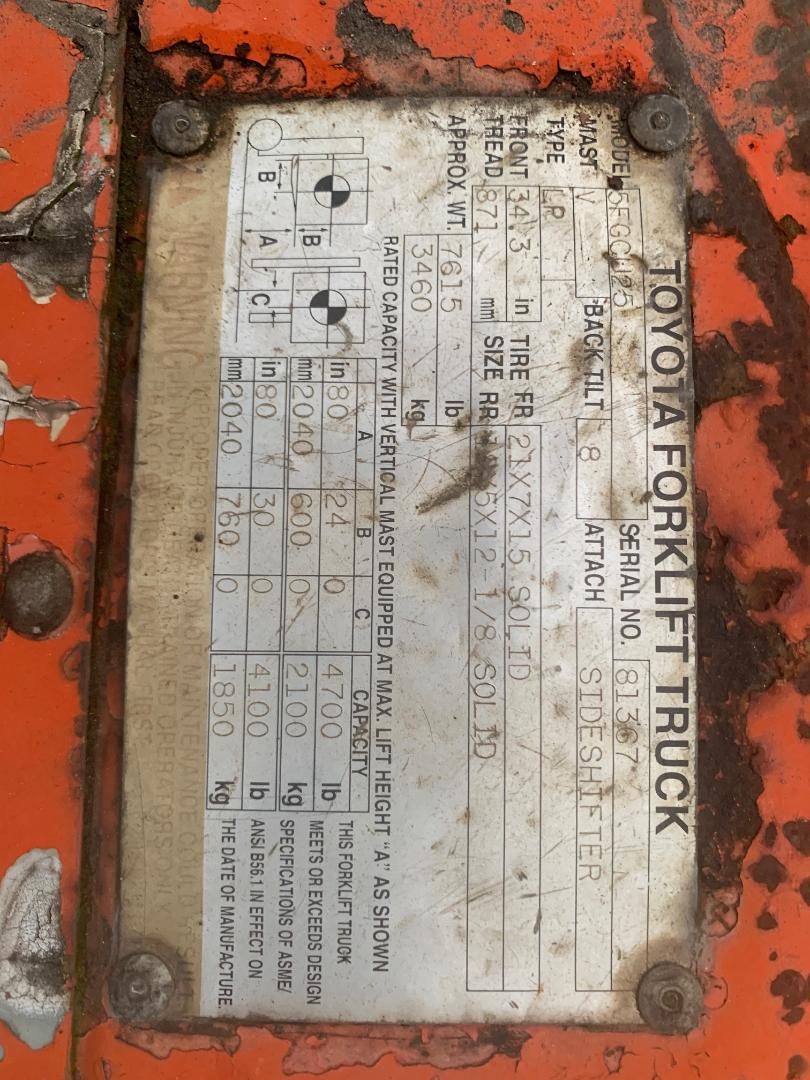 TOYOTA FORKLIFT TRUCK
MODEL 5FGCU25 SERIAL NO. 81367
MAST V BACK TILT 8 ATTACH SIDESHIFTER
TYPE LP
FRONT 34.3 in TIRE FR 21X7X15 SOLID
TREAD 871 mm SIZE RR SOLID
APPROX. WT. 7615 lb
3460 kg
RATED CAPACITY WITH VERTICAL MAST EQUIPPED AT MAX. LIFT HEIGHT "A" AS SHOWN
A B C CAPACITY
in 80 24 0 4700 lb
mm 2040 600 0 2100 kg
in 80 30 0 4100 lb
mm 2040 760 0 1850 kg
B A B C
THIS FORKLIFT TRUCK
MEETS OR EXCEEDS DESIGN
SPECIFICATIONS OF ASME/
ANSI B56.1 IN EFFECT ON
THE DATE OF MANUFACTURE.
WARNING